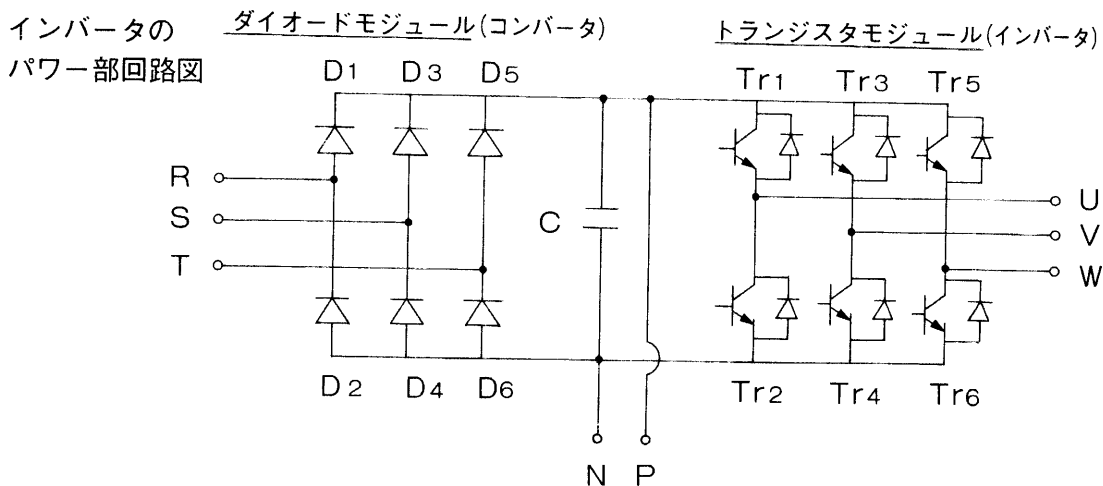 インバータの
パワー部回路図
ダイオードモジュール(コンバータ)
トランジスタモジュール(インバータ)
D1 D3 D5
Tr1 Tr3 Tr5
R
S
T
C
U
V
W
D2 D4 D6
Tr2 Tr4 Tr6
N P